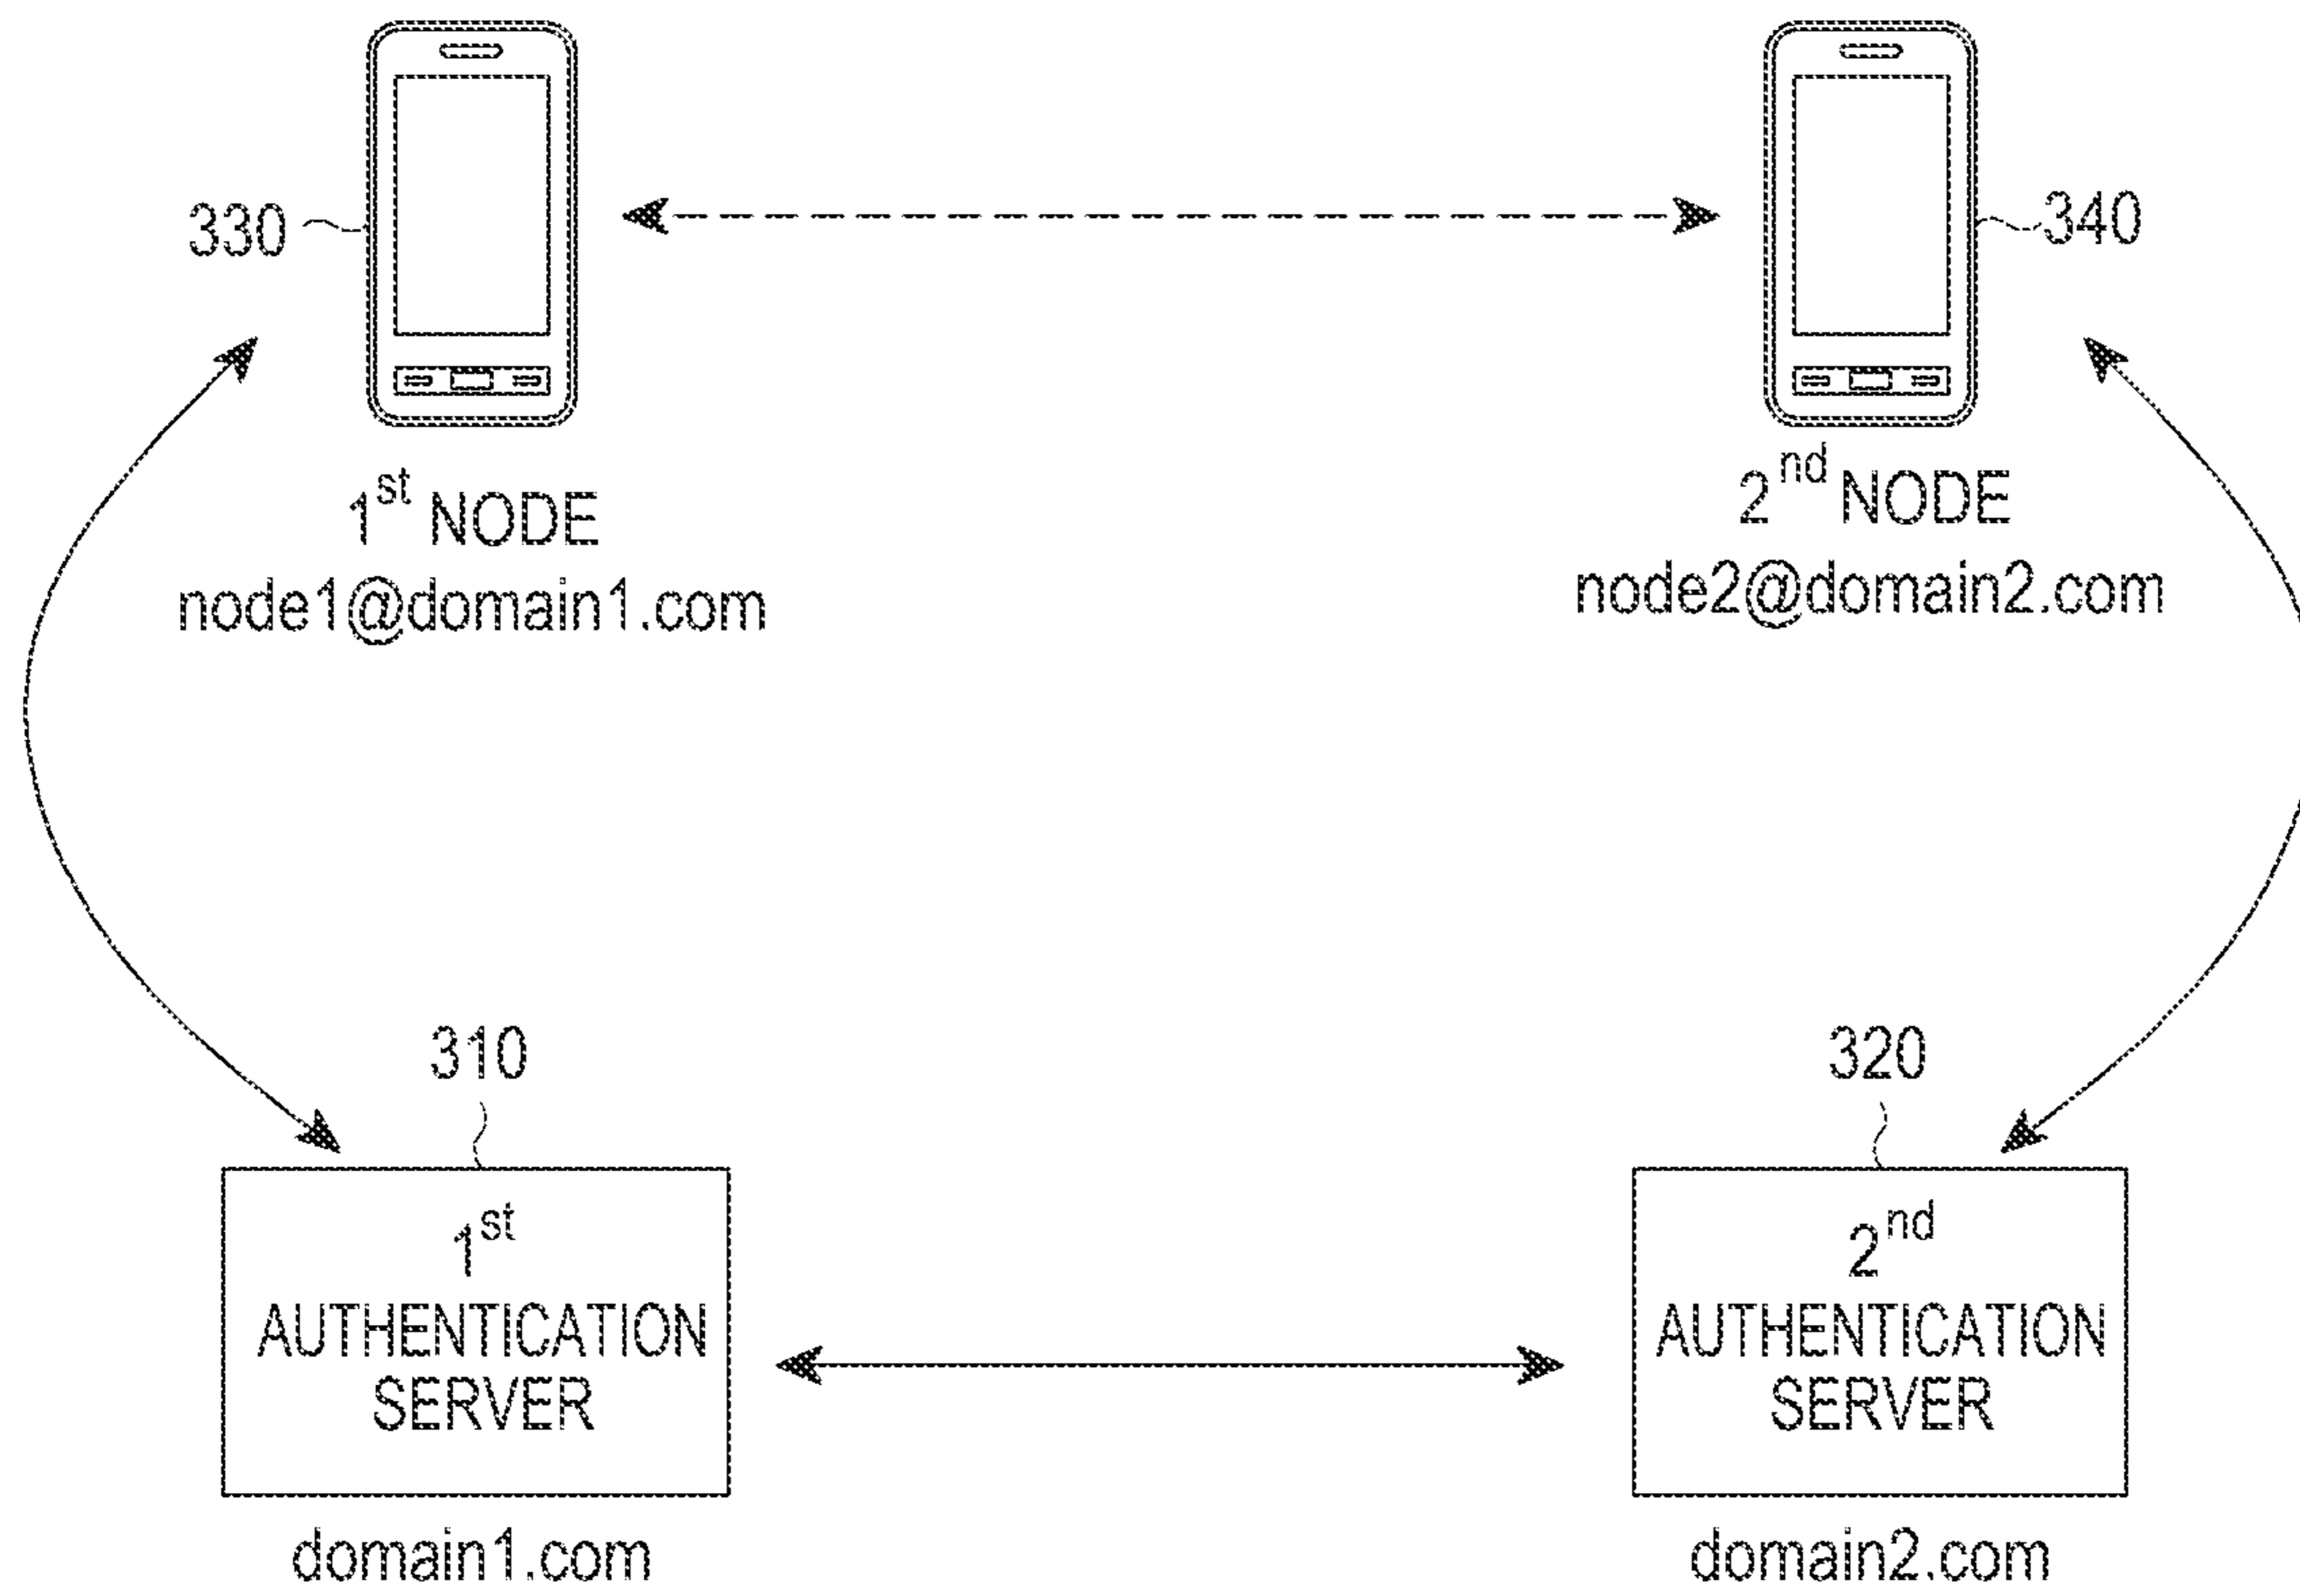 330
340
1st NODE
node1@domain1.com
2nd NODE
node2@domain2.com
310
320
1st
AUTHENTICATION
SERVER
2nd
AUTHENTICATION
SERVER
domain1.com
domain2.com